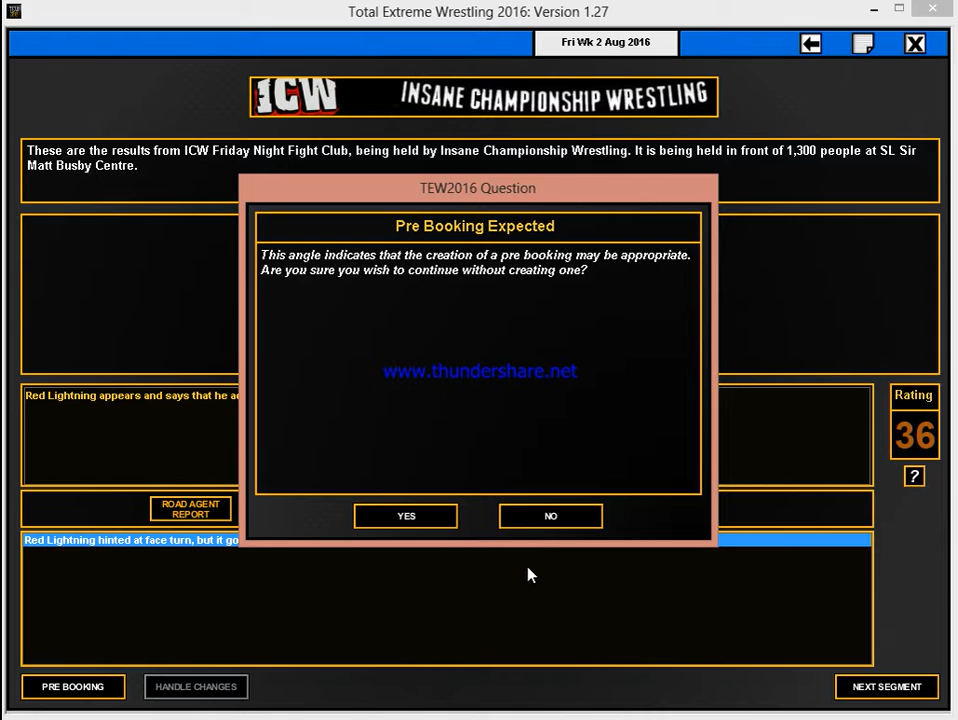 Total Extreme Wrestling 2016: Version 1.27
Fri Wk 2 Aug 2016
ICW INSANE CHAMPIONSHIP WRESTLING
These are the results from ICW Friday Night Fight Club, being held by Insane Championship Wrestling. It is being held in front of 1,300 people at SL Sir
Matt Busby Centre.
TEW2016 Question
Pre Booking Expected
This angle indicates that the creation of a pre booking may be appropriate.
Are you sure you wish to continue without creating one?
www.thundershare.net
YES
NO
Red Lightning appears and says that he
Rating
36
?
ROAD AGENT
REPORT
Red Lightning hinted at face turn, but it
PRE BOOKING
HANDLE CHANGES
NEXT SEGMENT